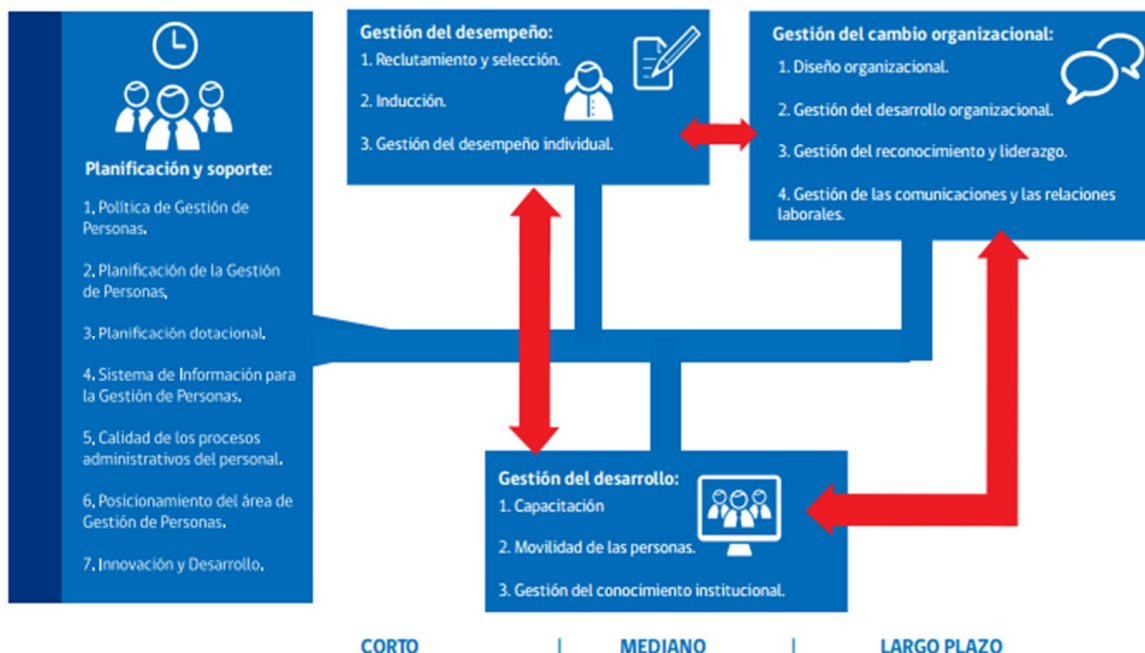 Planificación y soporte:
1, Política de Gestión de
Personas.
2, Planificación de la Gestión
de Personas,
3. Planificación dotacional.
4. Sistema de Información para
la Gestión de Personas.
5, Calidad de los procesos
administrativos del personal.
6, Posicionamiento del área de
Gestión de Personas.
7, Innovación y Desarrollo,
Gestión del desempeño:
1. Reclutamiento y selección.
2. Inducción.
3. Gestión del desempeño individual.
Gestión del cambio organizacional:
1. Diseño organizacional.
2. Gestión del desarrollo organizacional.
3. Gestión del reconocimiento y liderazgo.
4. Gestión de las comunicaciones y las relaciones
laborales.
Gestión del desarrollo:
1. Capacitación
2. Movilidad de las personas.
3. Gestión del conocimiento institucional.
CORTO | MEDIANO | LARGO PLAZO